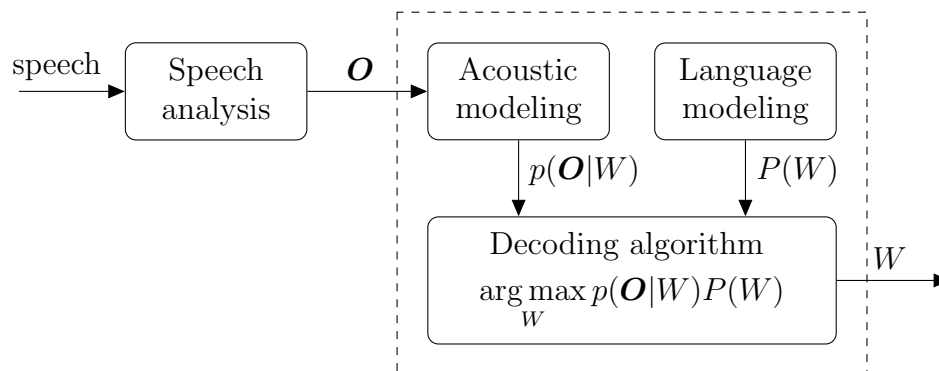 speech
Speech
analysis
O
Acoustic
modeling
Language
modeling
p(O|W)
P(W)
Decoding algorithm
arg max p(O|W)P(W)
W
W